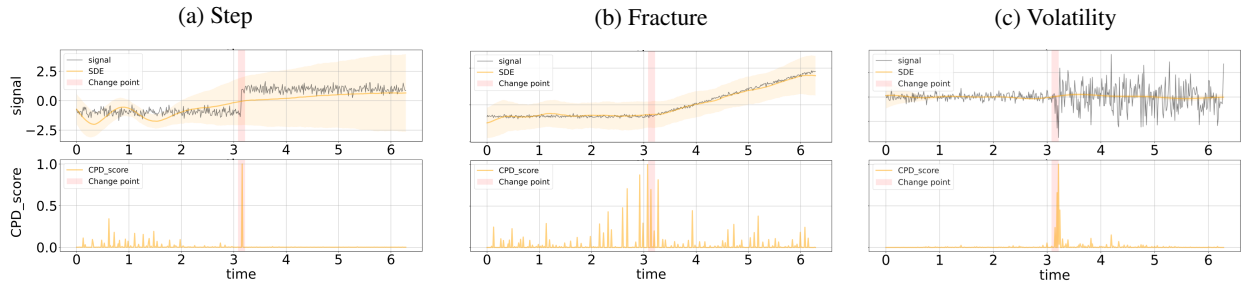 (a) Step
signal
SDE
Change point
signal
2.5
0.0
−2.5
0 1 2 3 4 5 6
CPD_score
Change point
CPD_score
1.0
0.5
0.0
0 1 2 3 4 5 6
time
(b) Fracture
signal
SDE
Change point
0 1 2 3 4 5 6
CPD_score
Change point
0 1 2 3 4 5 6
time
(c) Volatility
signal
SDE
Change point
0 1 2 3 4 5 6
CPD_score
Change point
0 1 2 3 4 5 6
time